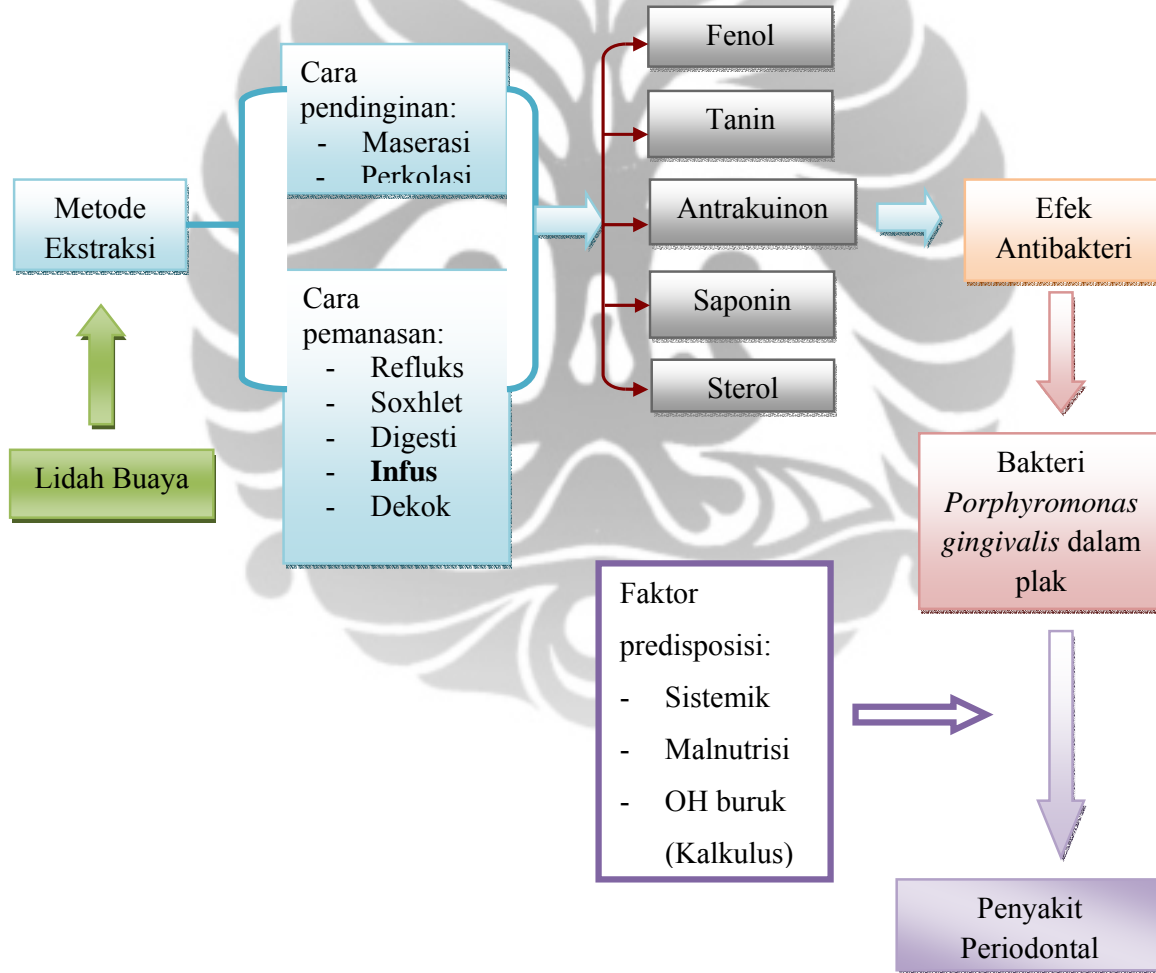 Lidah Buaya
Metode
Ekstraksi
Cara
pendinginan:
- Maserasi
- Perkolasi
Cara
pemanasan:
- Refluks
- Soxhlet
- Digesti
- Infus
- Dekok
Fenol
Tanin
Antrakuinon
Saponin
Sterol
Efek
Antibakteri
Bakteri
Porphyromonas
gingivalis dalam
plak
Faktor
predisposisi:
- Sistemik
- Malnutrisi
- OH buruk
(Kalkulus)
Penyakit
Periodontal